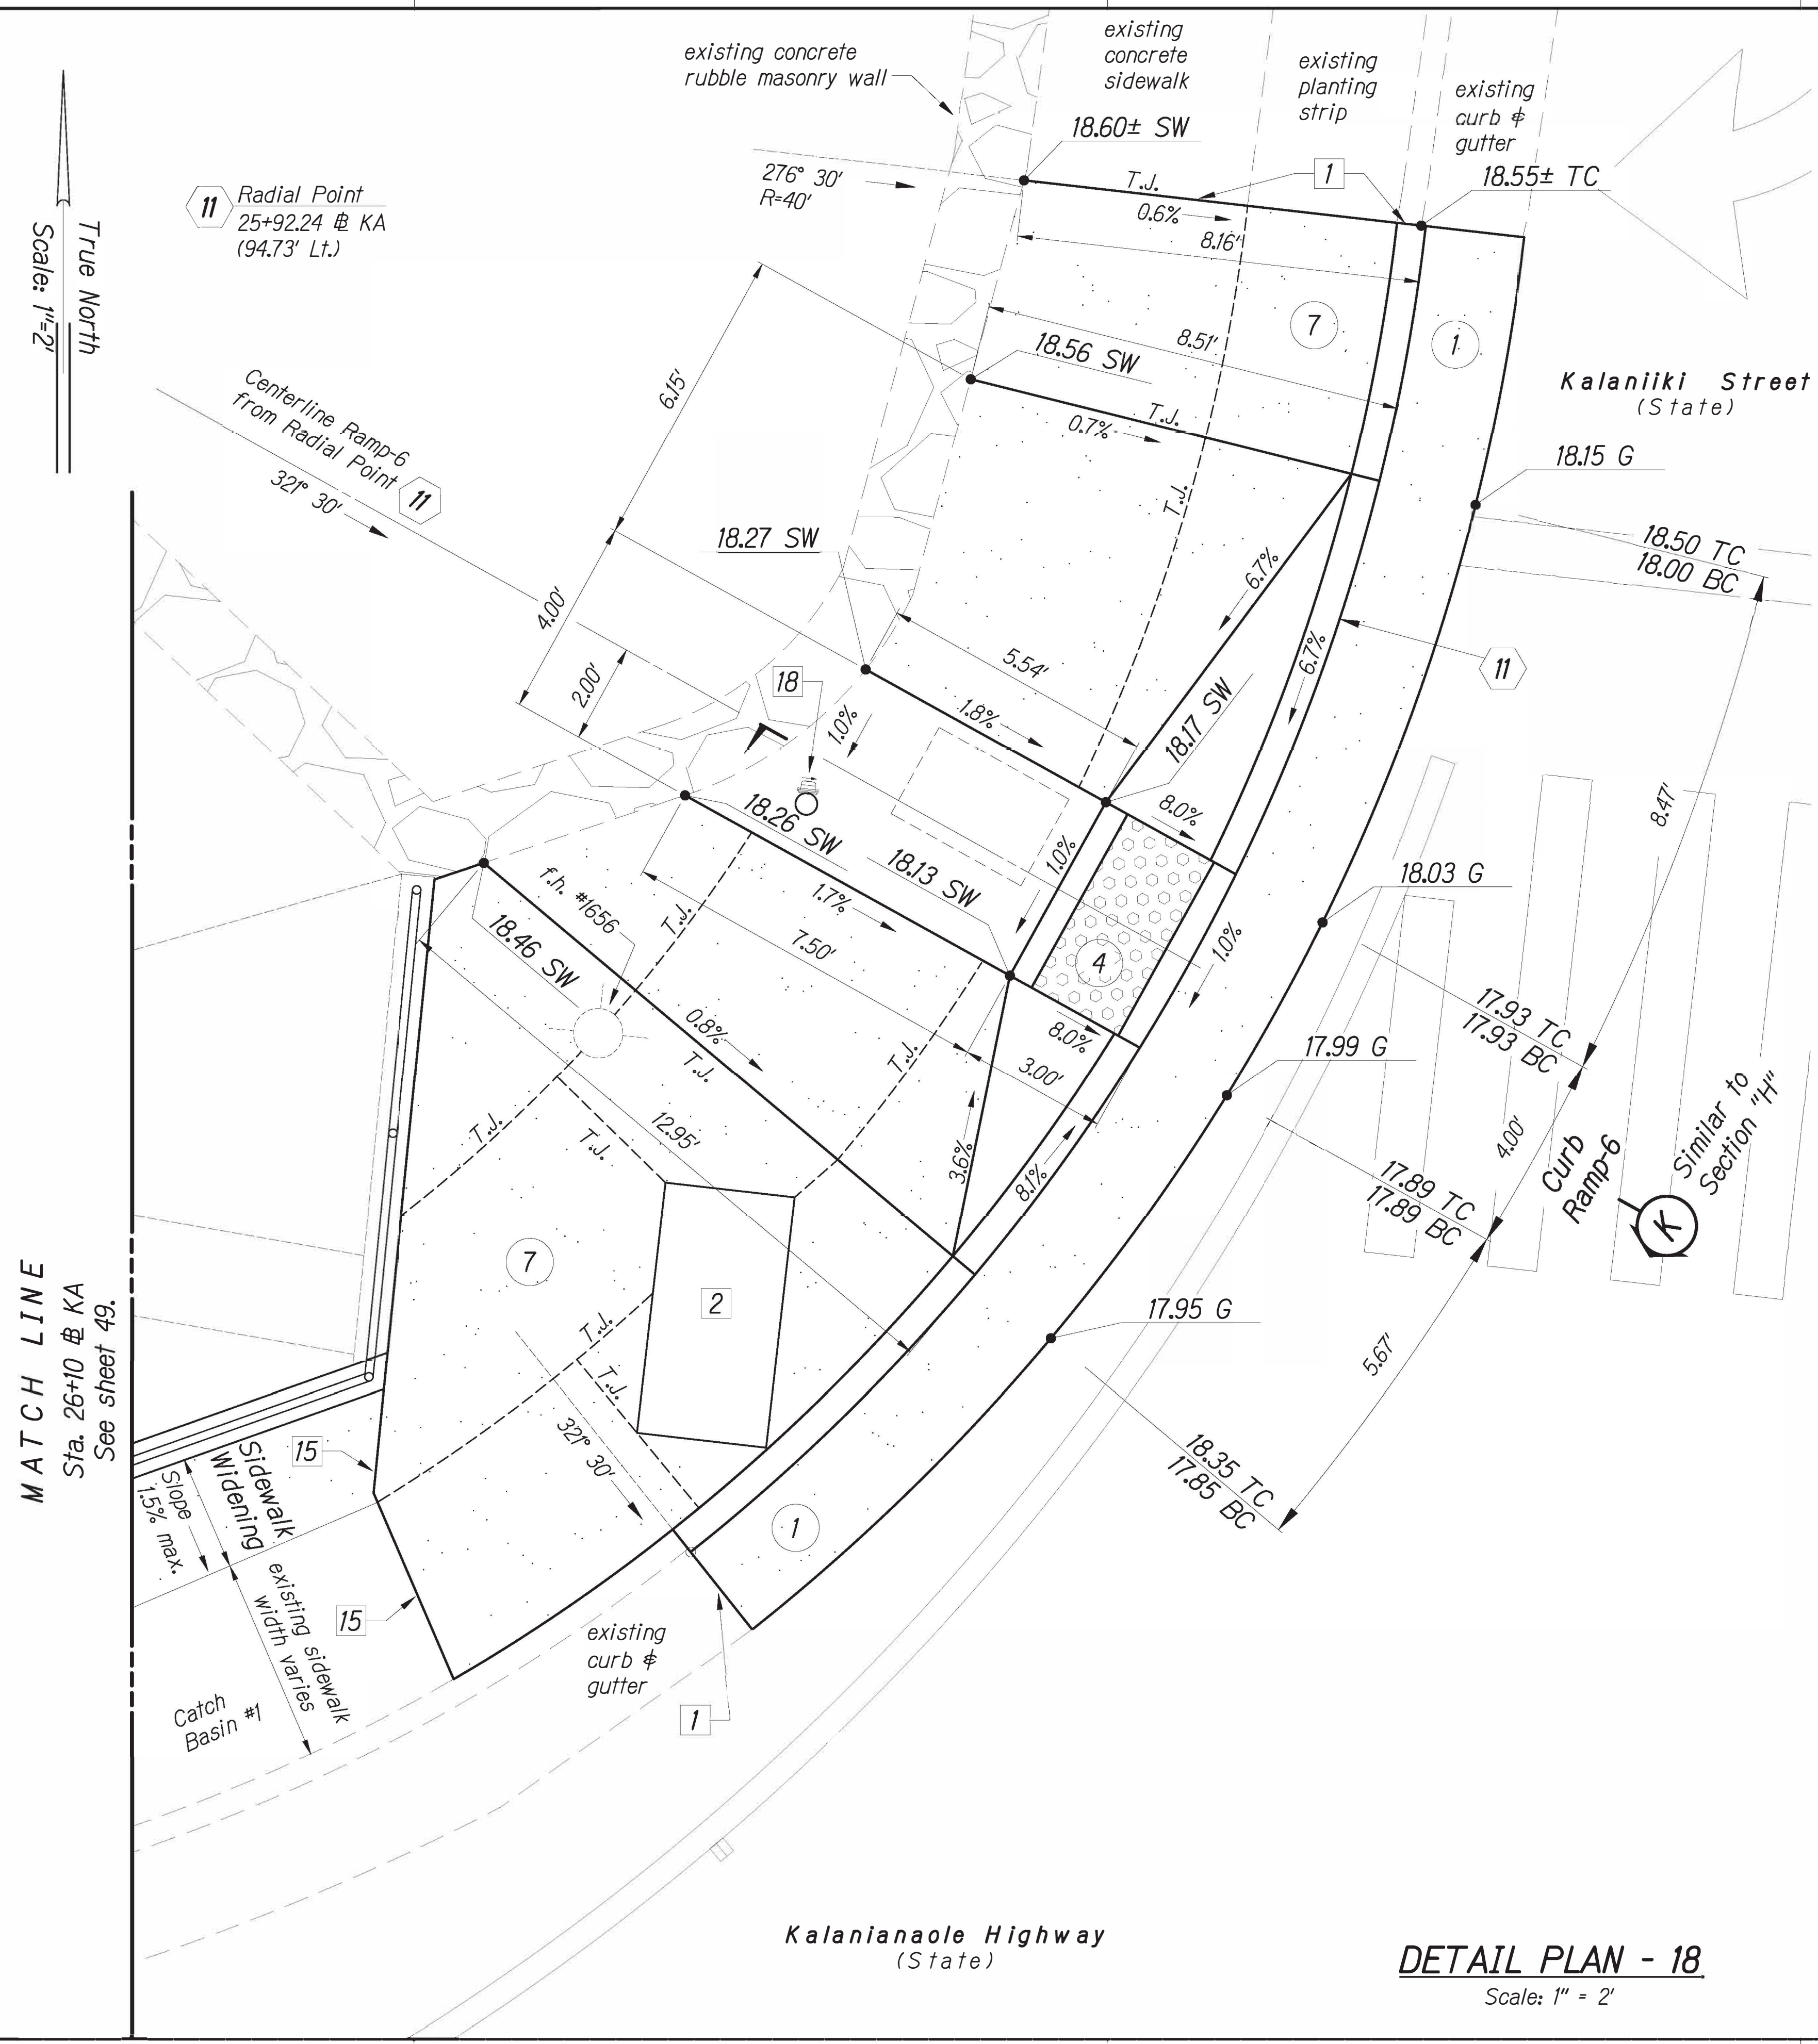 existing concrete
rubble masonry wall
existing
concrete
sidewalk
existing
planting
strip
existing
curb &
gutter
18.60± SW
18.55± TC
276° 30'
R=40'
T.J.
1
0.6%
8.16'
11
Radial Point
25+92.24 ℄ KA
(94.73' Lt.)
True North
Scale: 1"=2'
7
1
8.51'
18.56 SW
T.J.
0.7%
6.15'
Kalaniiki Street
(State)
Centerline Ramp-6
from Radial Point
11
321° 30'
18.15 G
T.J.
18.27 SW
18.50 TC
18.00 BC
4.00'
2.00'
6.7%
6.7%
5.54'
11
18
1.0%
1.8%
18.17 SW
8.0%
8.47'
18.26 SW
18.13 SW
1.0%
f.h. #1656
T.J.
1.7%
7.50'
4
18.03 G
18.46 SW
1.0%
0.8%
T.J.
T.J.
8.0%
3.00'
17.99 G
17.93 TC
17.93 BC
T.J.
T.J.
12.95'
3.6%
8.1%
4.00'
Curb
Ramp-6
Similar to
Section "H"
K
17.89 TC
17.89 BC
7
2
T.J.
T.J.
17.95 G
5.67'
MATCH LINE
Sta. 26+10 ℄ KA
See sheet 49.
321° 30'
15
Sidewalk
Widening
Slope
1.5% max.
18.35 TC
17.85 BC
1
15
existing sidewalk
width varies
existing
curb &
gutter
1
Catch
Basin #1
Kalanianaole Highway
(State)
DETAIL PLAN - 18
Scale: 1" = 2'